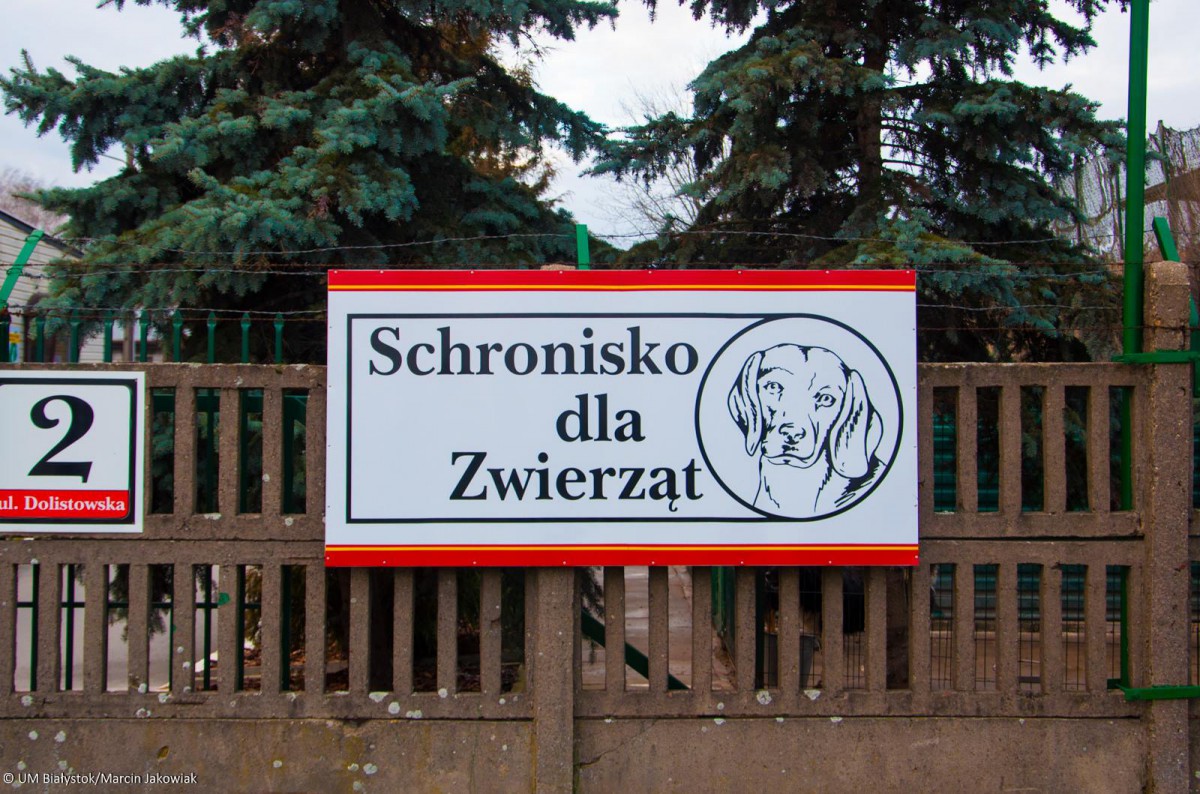 Schronisko
dla
Zwierząt
2
ul. Dolistowska
© UM Białystok/Marcin Jakowiak